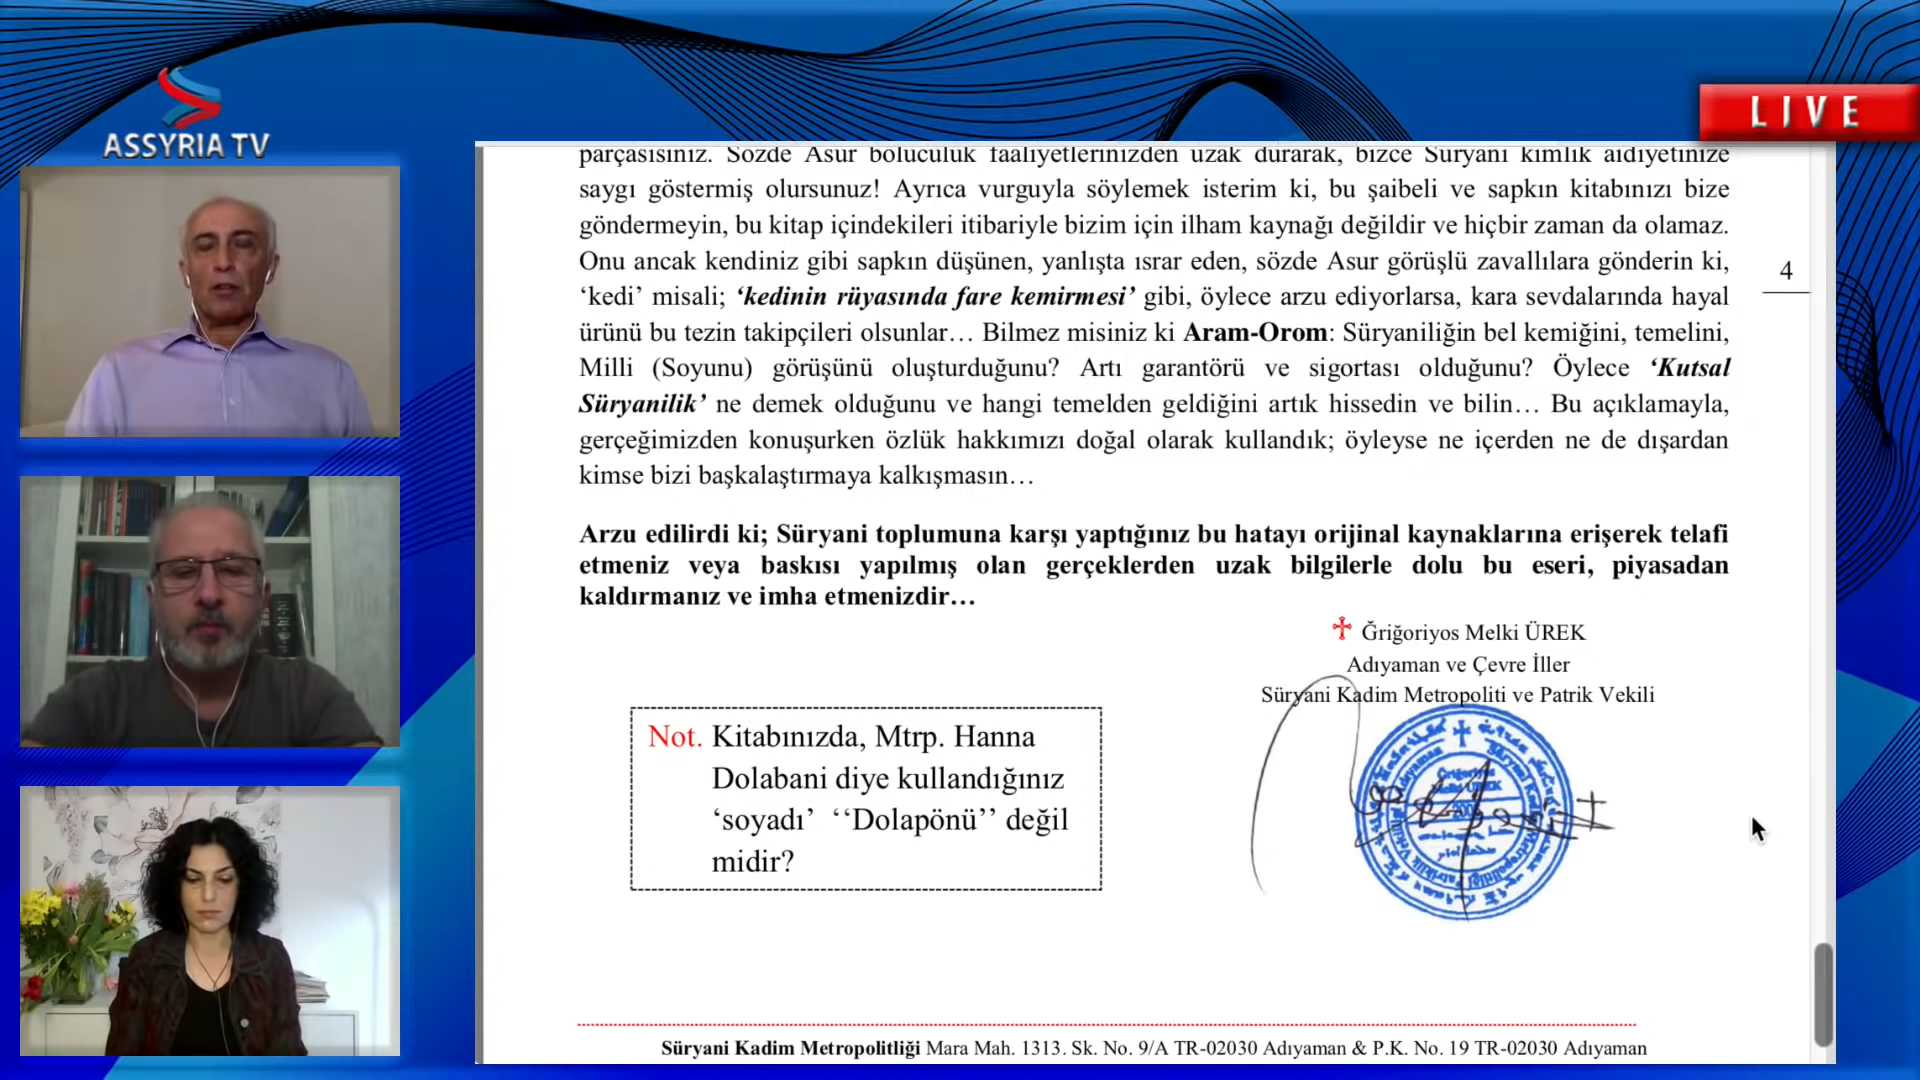 ASSYRIA TV
LIVE
parçasısınız. Sözde Asur bölücülük faaliyetlerinizden uzak durarak, bizce Süryani kimlik aidiyetinize
saygı göstermiş olursunuz! Ayrıca vurguyla söylemek isterim ki, bu şaibeli ve sapkın kitabınızı bize
göndermeyin, bu kitap içindekileri itibariyle bizim için ilham kaynağı değildir ve hiçbir zaman da olamaz.
Onu ancak kendiniz gibi sapkın düşünen, yanlışta ısrar eden, sözde Asur görüşlü zavallılara gönderin ki,
‘kedi’ misali; ‘kedinin rüyasında fare kemirmesi’ gibi, öylece arzu ediyorlarsa, kara sevdalarında hayal
ürünü bu tezin takipçileri olsunlar… Bilmez misiniz ki Aram-Orom: Süryaniliğin bel kemiğini, temelini,
Milli (Soyunu) görüşünü oluşturduğunu? Artı garantörü ve sigortası olduğunu? Öylece ‘Kutsal
Süryanilik’ ne demek olduğunu ve hangi temelden geldiğini artık hissedin ve bilin… Bu açıklamayla,
gerçeğimizden konuşurken özlük hakkımızı doğal olarak kullandık; öyleyse ne içerden ne de dışardan
kimse bizi başkalaştırmaya kalkışmasın…
4
Arzu edilirdi ki; Süryani toplumuna karşı yaptığınız bu hatayı orijinal kaynaklarına erişerek telafi
etmeniz veya baskısı yapılmış olan gerçeklerden uzak bilgilerle dolu bu eseri, piyasadan
kaldırmanız ve imha etmenizdir…
Ğriğoriyos Melki ÜREK
Adıyaman ve Çevre İller
Süryani Kadim Metropoliti ve Patrik Vekili
Not. Kitabınızda, Mtrp. Hanna
Dolabani diye kullandığınız
‘soyadı’ ‘‘Dolapönü’’ değil
midir?
Süryani Kadim Metropolitliği Mara Mah. 1313. Sk. No. 9/A TR-02030 Adıyaman & P.K. No. 19 TR-02030 Adıyaman